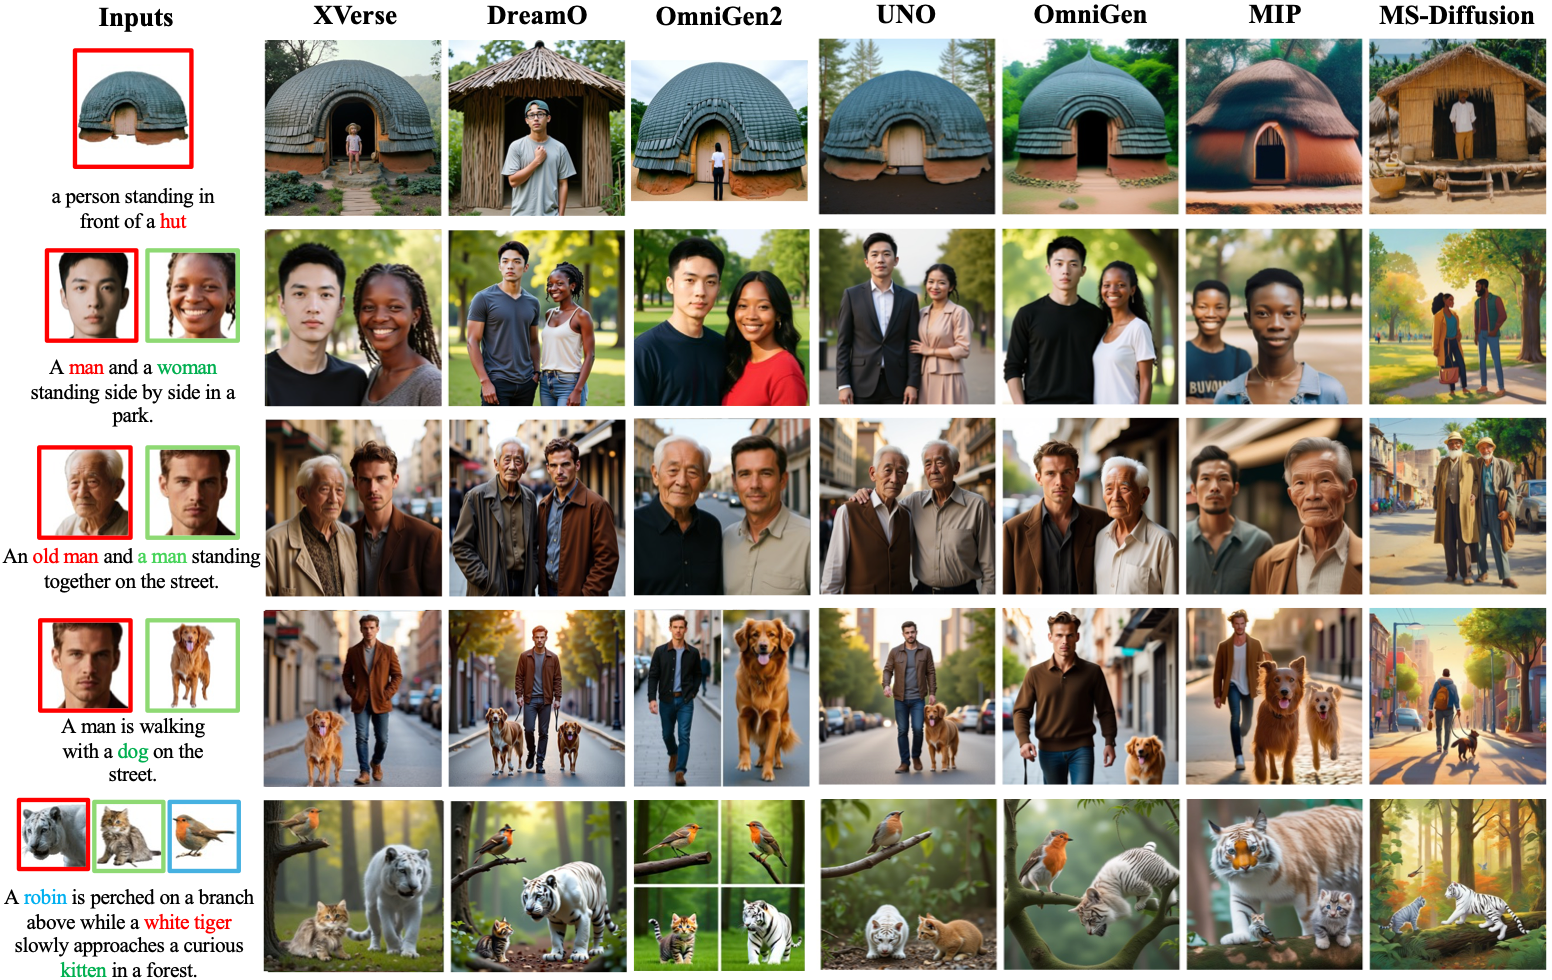 Inputs XVerse DreamO OmniGen2 UNO OmniGen MIP MS-Diffusion
a person standing in
front of a hut
A man and a woman
standing side by side in a
park.
BUVOU
An old man and a man standing
together on the street.
A man is walking
with a dog on the
street.
A robin is perched on a branch
above while a white tiger
slowly approaches a curious
kitten in a forest.